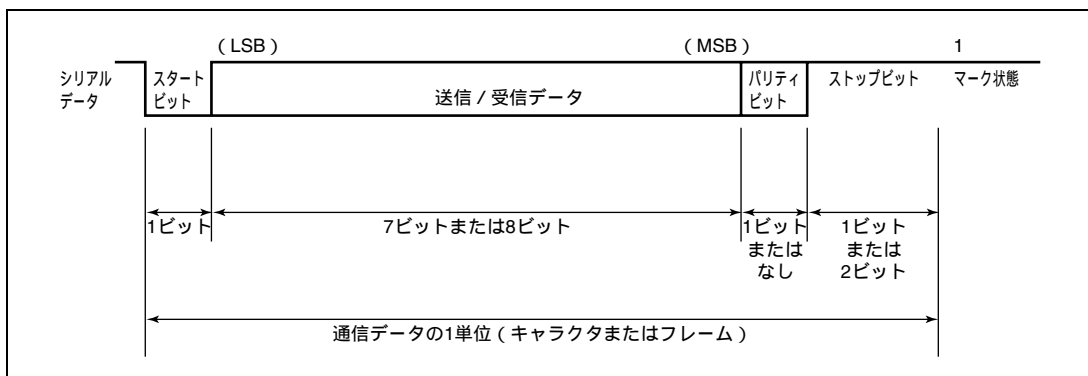 (LSB) (MSB) 1
シリアル
データ
スタート
ビット
送信/受信データ
パリティ
ビット
ストップビット
マーク状態
1ビット
7ビットまたは8ビット
1ビット
または
なし
1ビット
または
2ビット
通信データの1単位(キャラクタまたはフレーム)